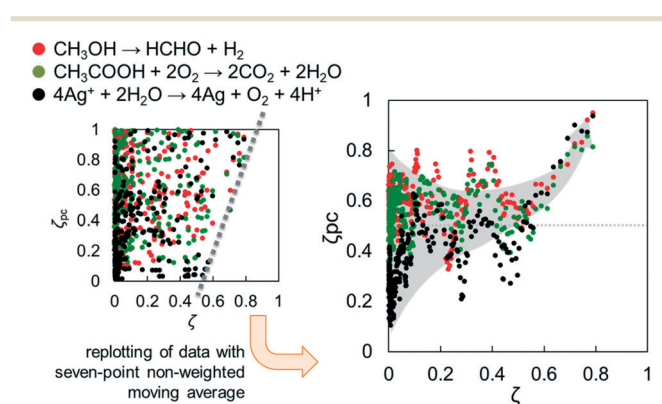 CH₃OH → HCHO + H₂
CH₃COOH + 2O₂ → 2CO₂ + 2H₂O
4Ag⁺ + 2H₂O → 4Ag + O₂ + 4H⁺
1
0.8
0.6
0.4
0.2
0
ζpc
0 0.2 0.4 0.6 0.8 1
ζ
replotting of data with
seven-point non-weighted
moving average
1
0.8
0.6
0.4
0.2
0
ζpc
0 0.2 0.4 0.6 0.8 1
ζ